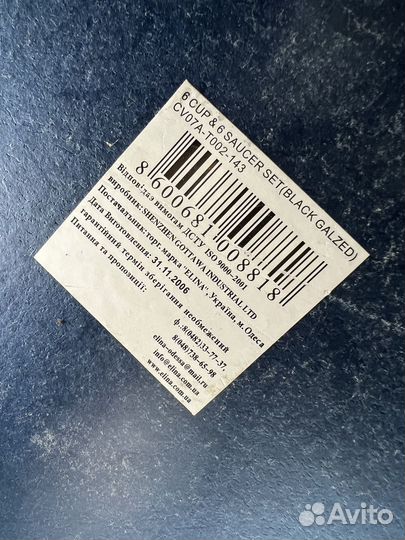 6 CUP & 6 SAUCER SET(BLACK GALZED)
CV07A-T002-143
8 600681 008818
Відповідає вимогам ДСТУ ISO 9000-2001
виробник: SHENZHEN GOTTAWA INDUSTRIAL LTD
Постачальник: торг.марка "ELINA", Україна, м. Одеса
Дата Виготовлення: 31.11.2006
гарантійний термін зберігання необмежений
Питання та пропозиції:
ф.:8(0482)33-77-37,
8(048)738-65-98
elina-odessa@mail.ru
info@elina.com.ua
www.elina.com.ua
Avito